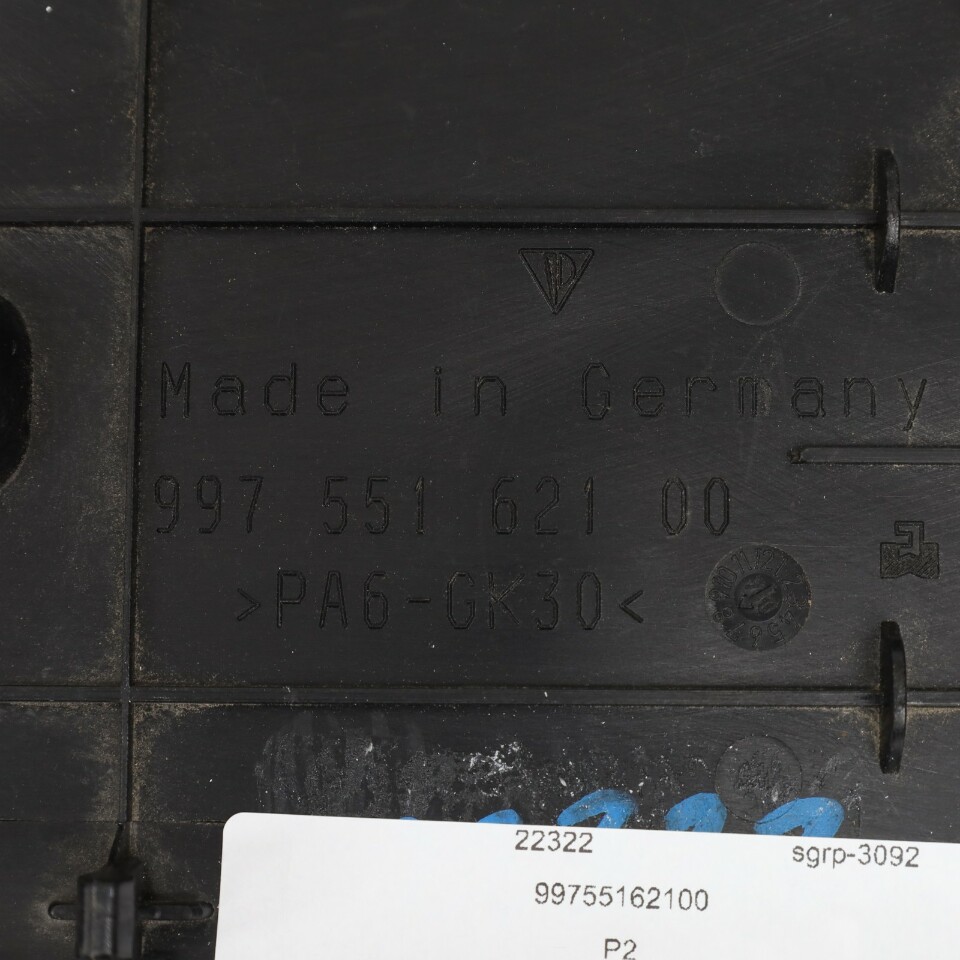 Made in Germany
997 551 621 00
>PA6-GK30<
22322 sgrp-3092
99755162100
P2